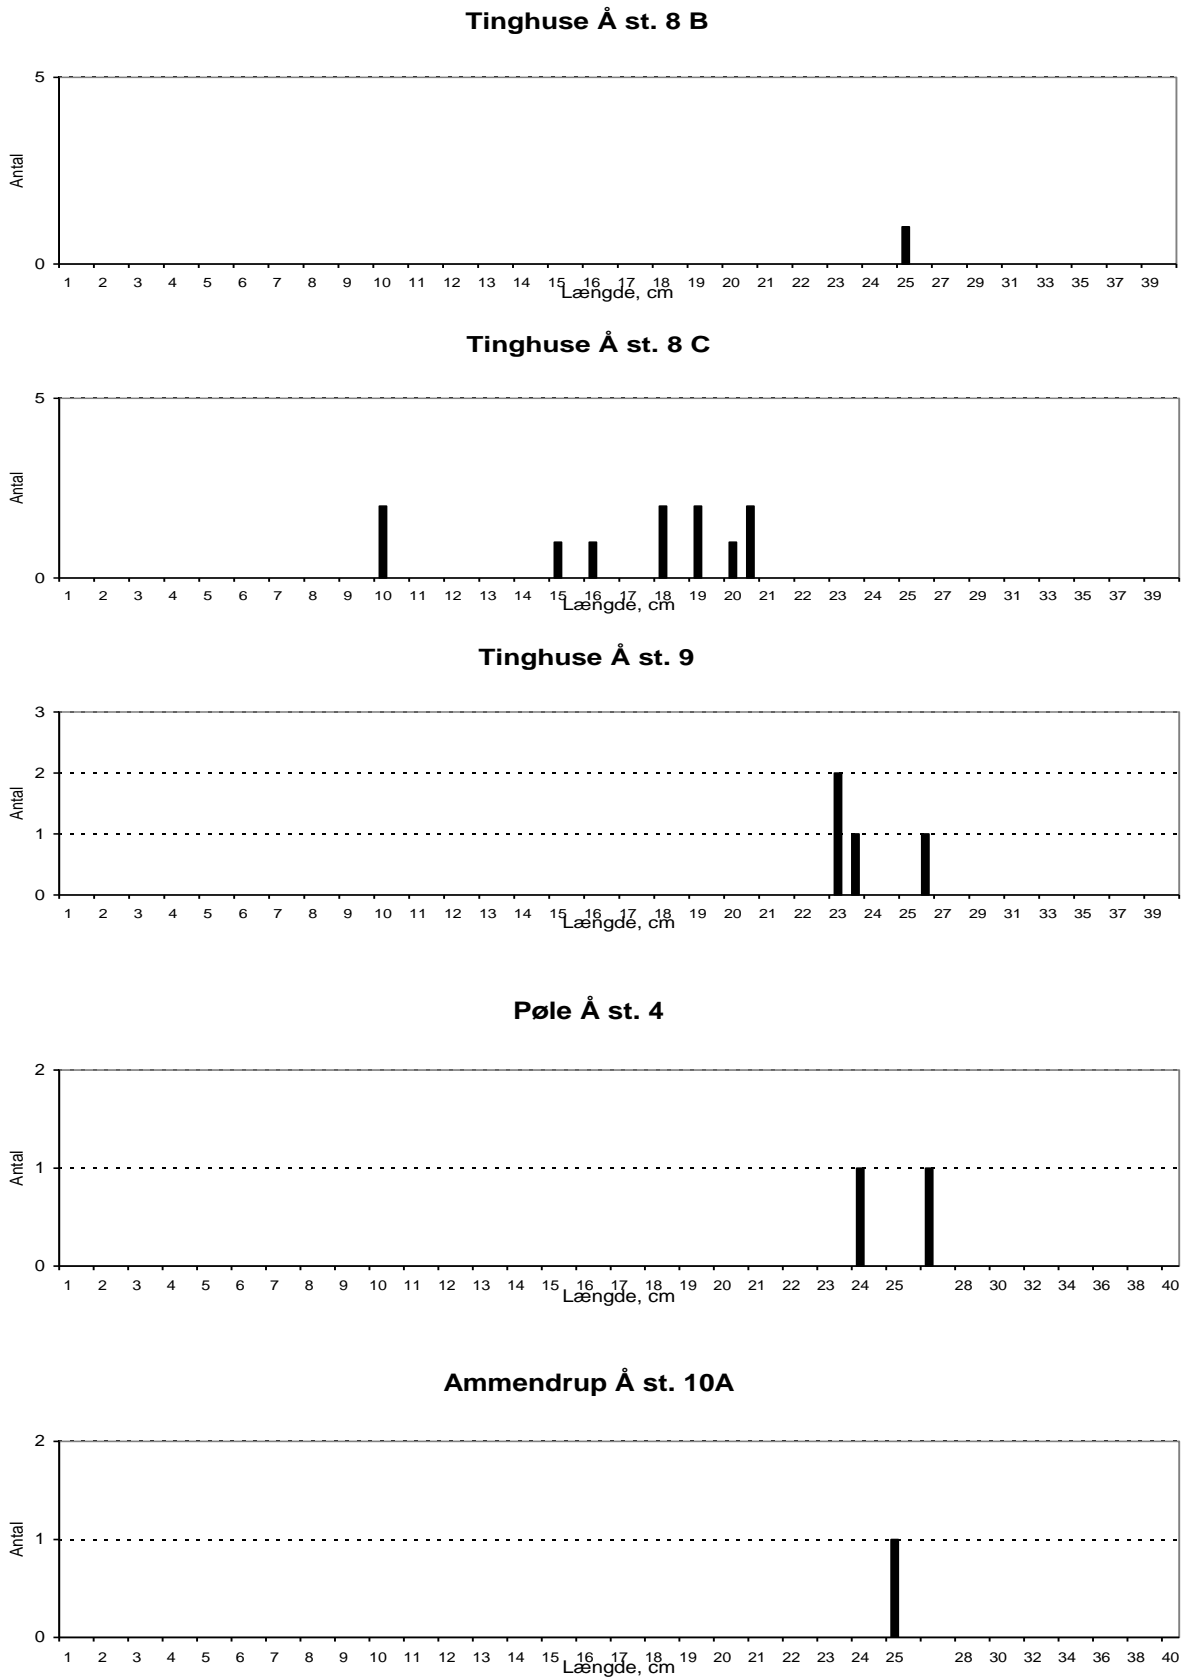 Tinghuse Å st. 8 B
5
Antal
0
1 2 3 4 5 6 7 8 9 10 11 12 13 14 15 16 17 18 19 20 21 22 23 24 25 27 29 31 33 35 37 39
Længde, cm
Tinghuse Å st. 8 C
5
Antal
0
1 2 3 4 5 6 7 8 9 10 11 12 13 14 15 16 17 18 19 20 21 22 23 24 25 27 29 31 33 35 37 39
Længde, cm
Tinghuse Å st. 9
3
2
Antal
1
0
1 2 3 4 5 6 7 8 9 10 11 12 13 14 15 16 17 18 19 20 21 22 23 24 25 27 29 31 33 35 37 39
Længde, cm
Pøle Å st. 4
2
Antal
1
0
1 2 3 4 5 6 7 8 9 10 11 12 13 14 15 16 17 18 19 20 21 22 23 24 25 28 30 32 34 36 38 40
Længde, cm
Ammendrup Å st. 10A
2
Antal
1
0
1 2 3 4 5 6 7 8 9 10 11 12 13 14 15 16 17 18 19 20 21 22 23 24 25 28 30 32 34 36 38 40
Længde, cm